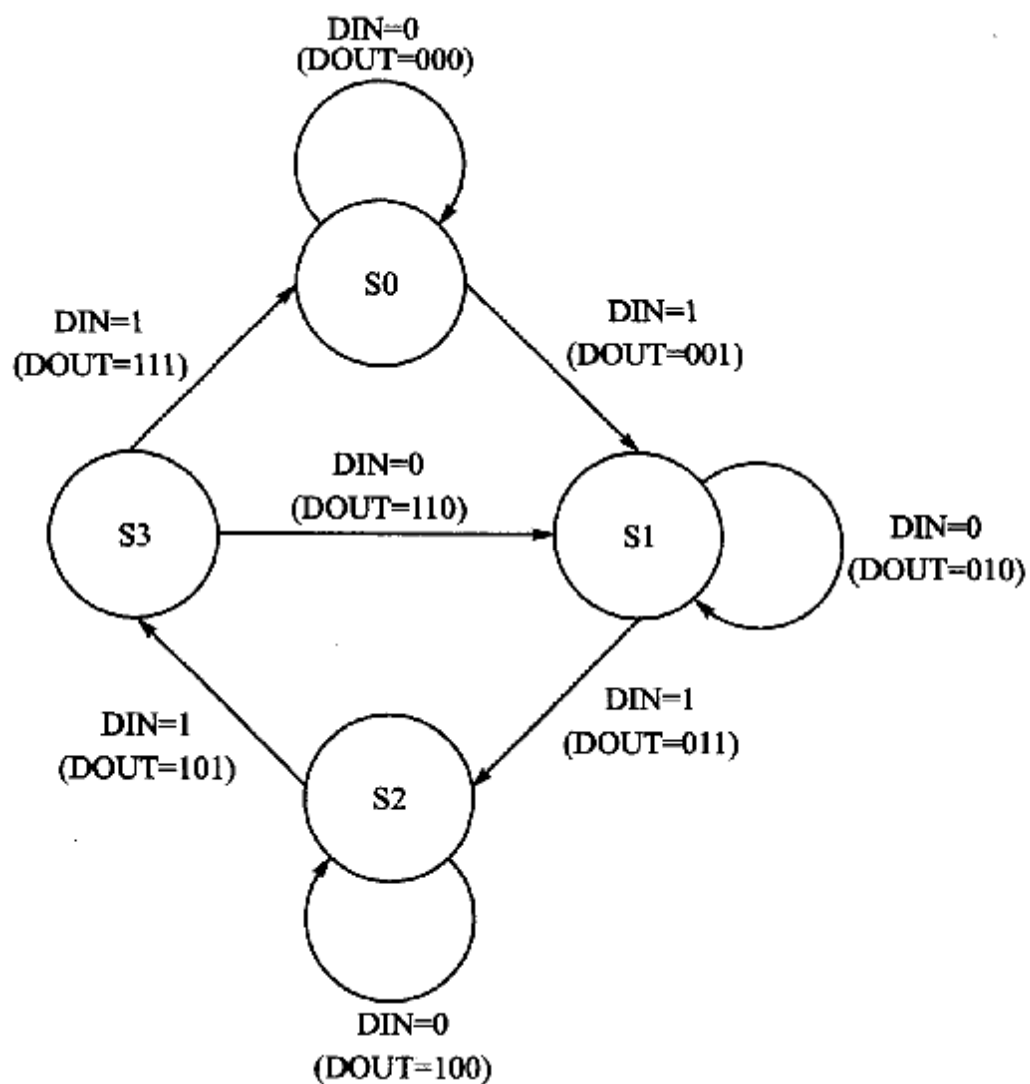 DIN=0
(DOUT=000)
S0
DIN=1
(DOUT=111)
DIN=1
(DOUT=001)
DIN=0
(DOUT=110)
S3
S1
DIN=0
(DOUT=010)
DIN=1
(DOUT=101)
DIN=1
(DOUT=011)
S2
DIN=0
(DOUT=100)